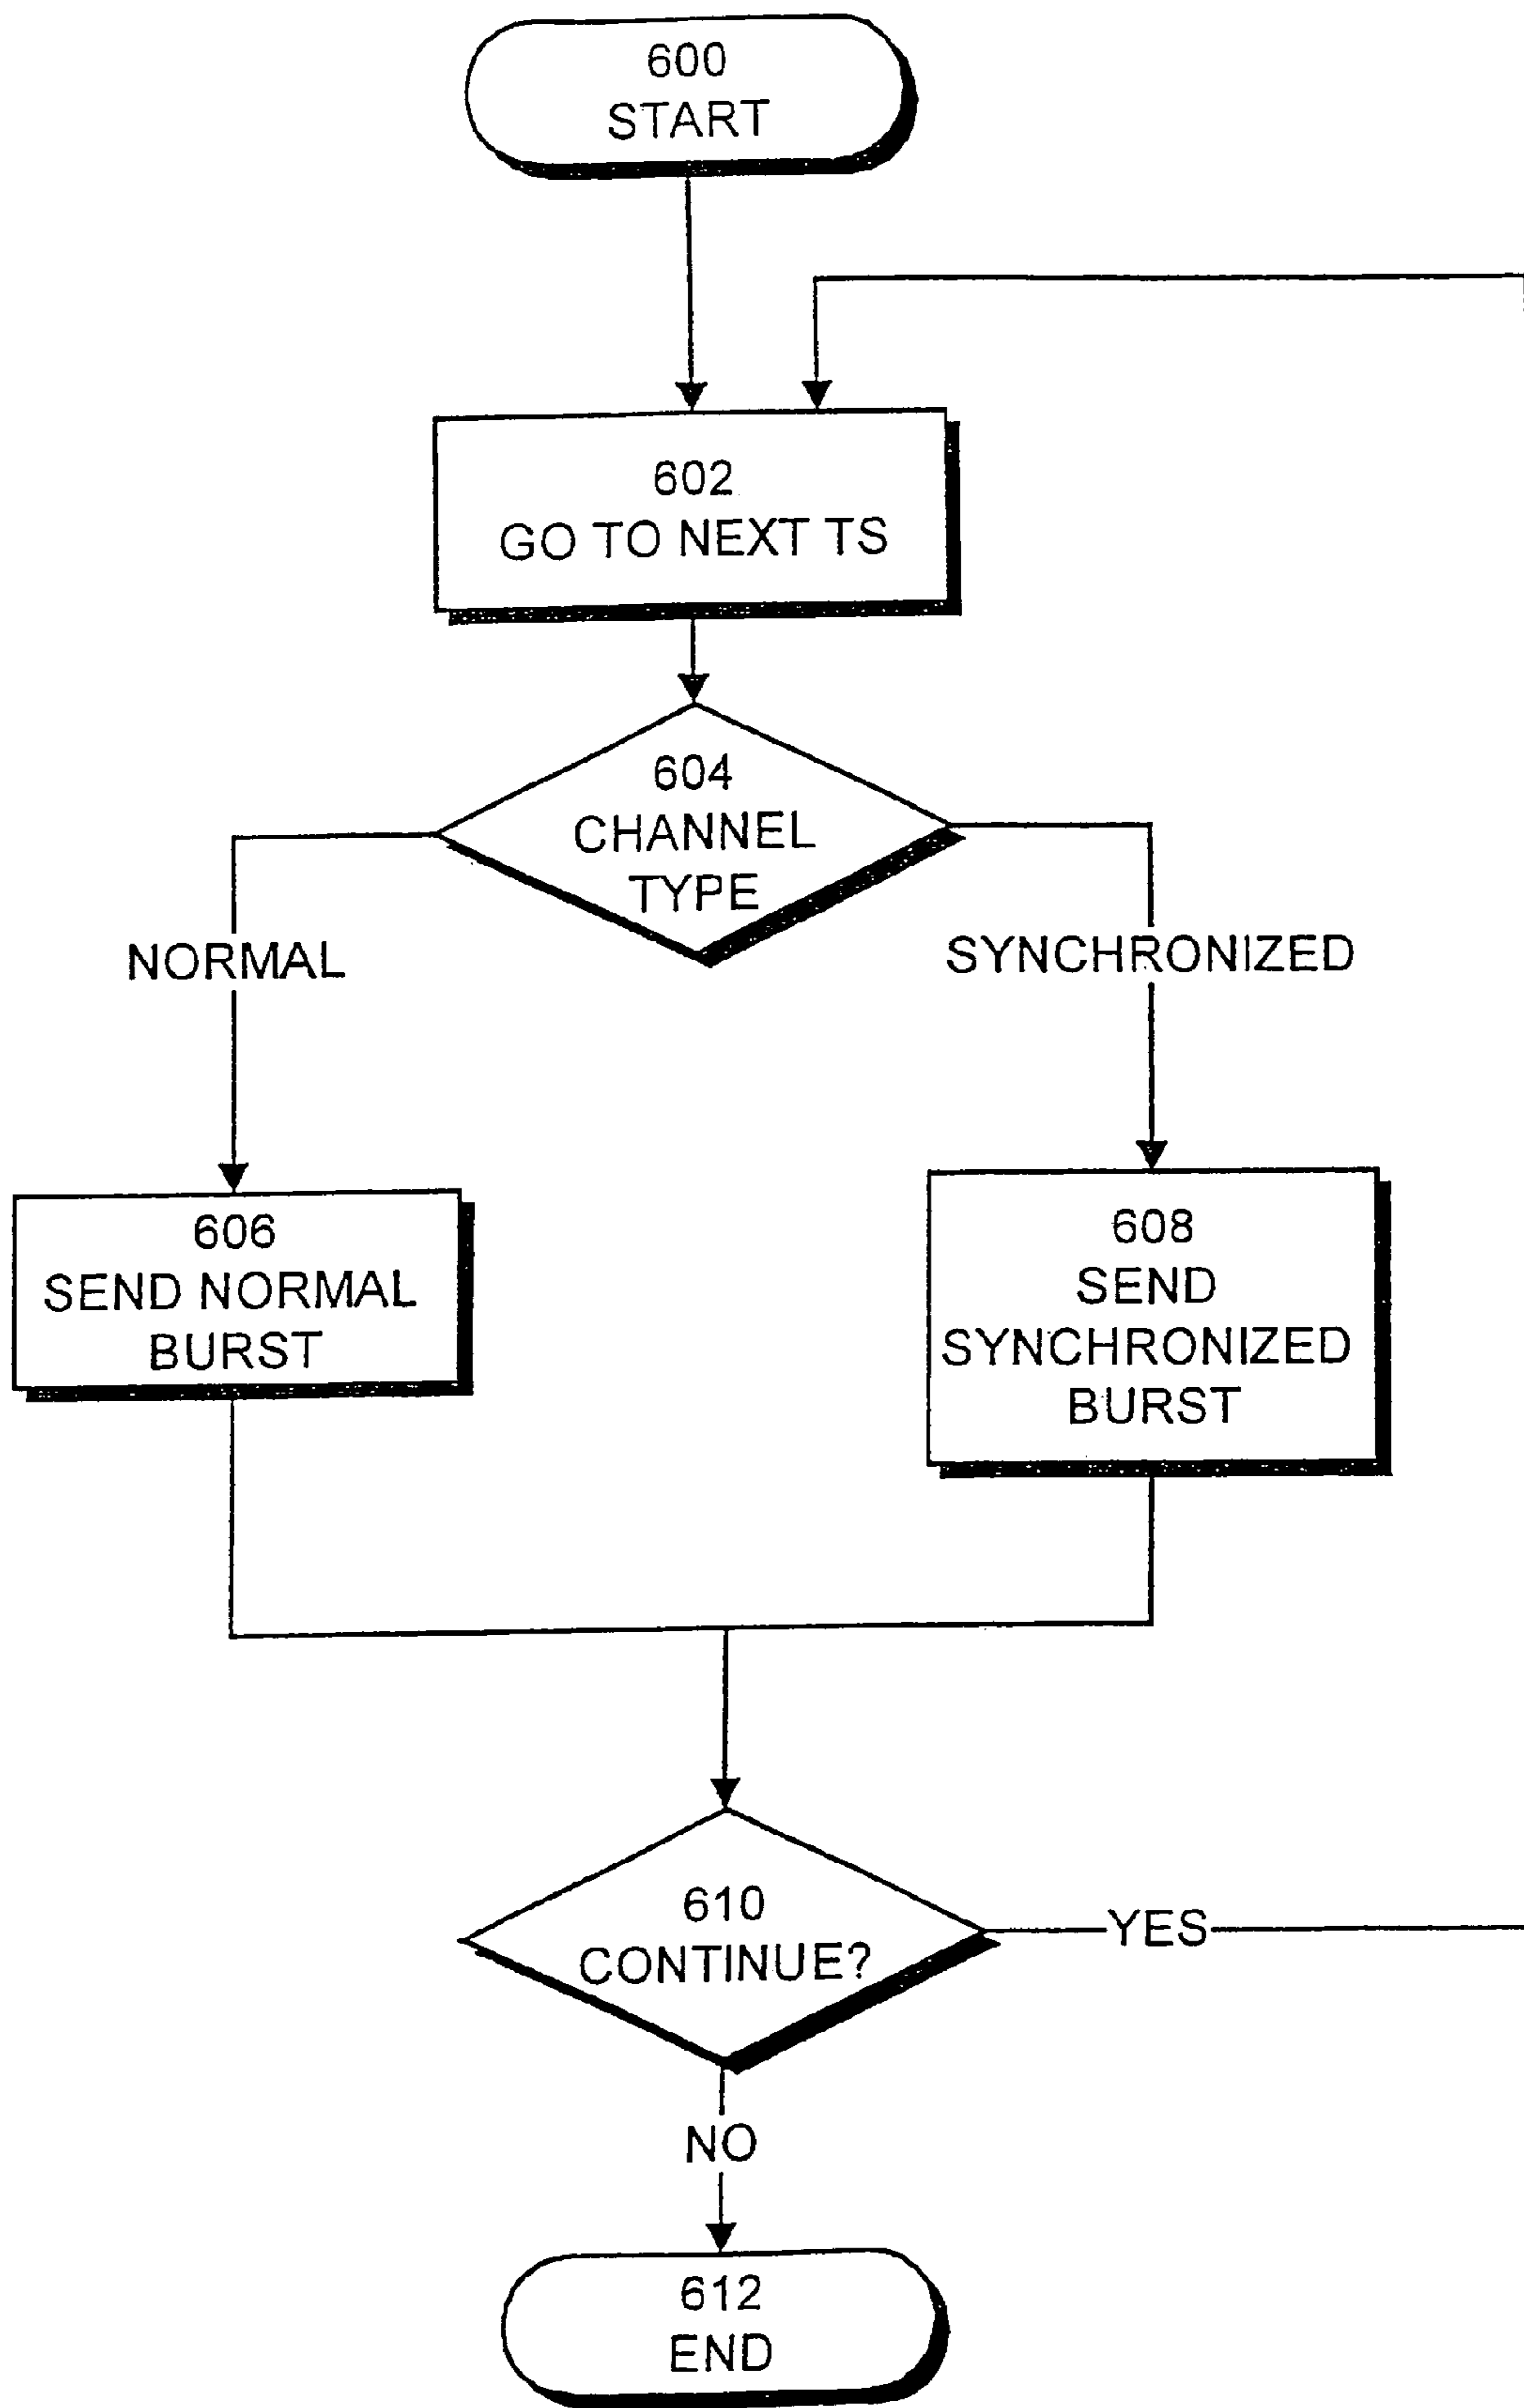 600
START
602
GO TO NEXT TS
604
CHANNEL
TYPE
NORMAL
SYNCHRONIZED
606
SEND NORMAL
BURST
608
SEND
SYNCHRONIZED
BURST
610
CONTINUE?
YES
NO
612
END